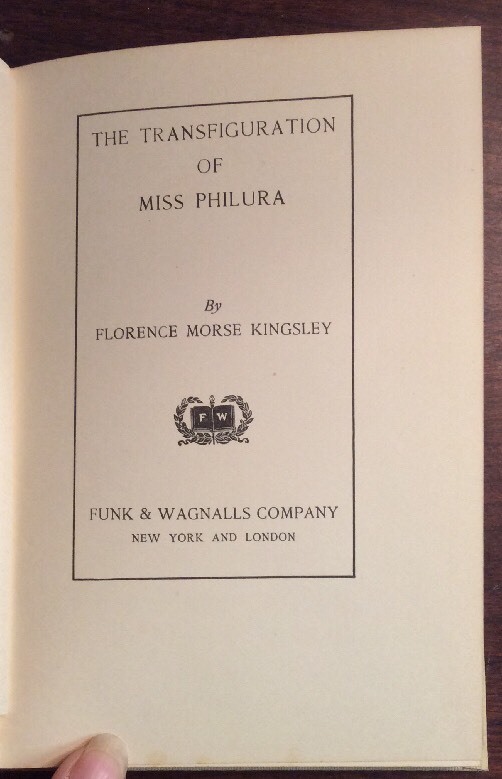 THE TRANSFIGURATION
OF
MISS PHILURA
By
FLORENCE MORSE KINGSLEY
F W
FUNK & WAGNALLS COMPANY
NEW YORK AND LONDON